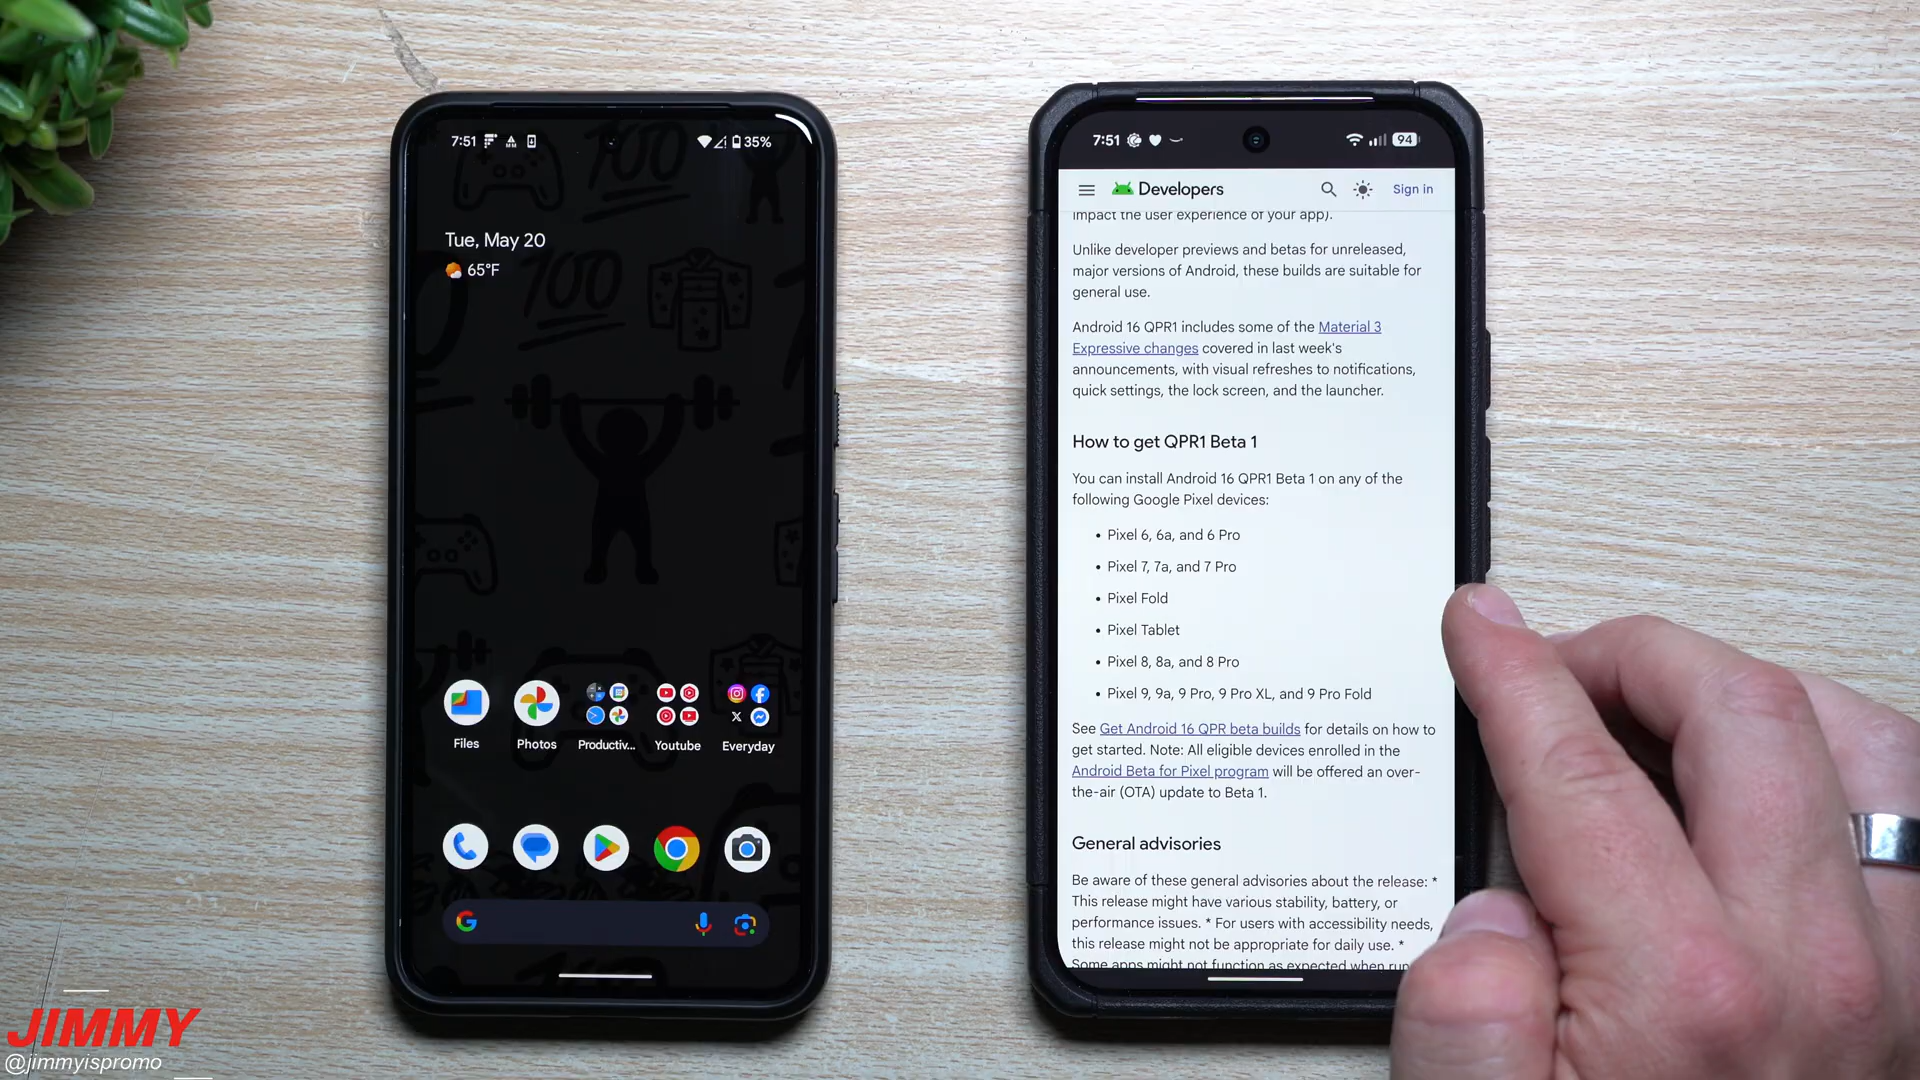 7:51
35%
Tue, May 20
65°F
100
100
Files
Photos
Productiv...
Youtube
Everyday
7:51
94
Developers
Sign in
impact the user experience of your app).
Unlike developer previews and betas for unreleased,
major versions of Android, these builds are suitable for
general use.
Android 16 QPR1 includes some of the Material 3
Expressive changes covered in last week's
announcements, with visual refreshes to notifications,
quick settings, the lock screen, and the launcher.
How to get QPR1 Beta 1
You can install Android 16 QPR1 Beta 1 on any of the
following Google Pixel devices:
• Pixel 6, 6a, and 6 Pro
• Pixel 7, 7a, and 7 Pro
• Pixel Fold
• Pixel Tablet
• Pixel 8, 8a, and 8 Pro
• Pixel 9, 9a, 9 Pro, 9 Pro XL, and 9 Pro Fold
See Get Android 16 QPR beta builds for details on how to
get started. Note: All eligible devices enrolled in the
Android Beta for Pixel program will be offered an over-
the-air (OTA) update to Beta 1.
General advisories
Be aware of these general advisories about the release: *
This release might have various stability, battery, or
performance issues. * For users with accessibility needs,
this release might not be appropriate for daily use. *
Some apps might not function as expected when run
JIMMY
@jimmyispromo